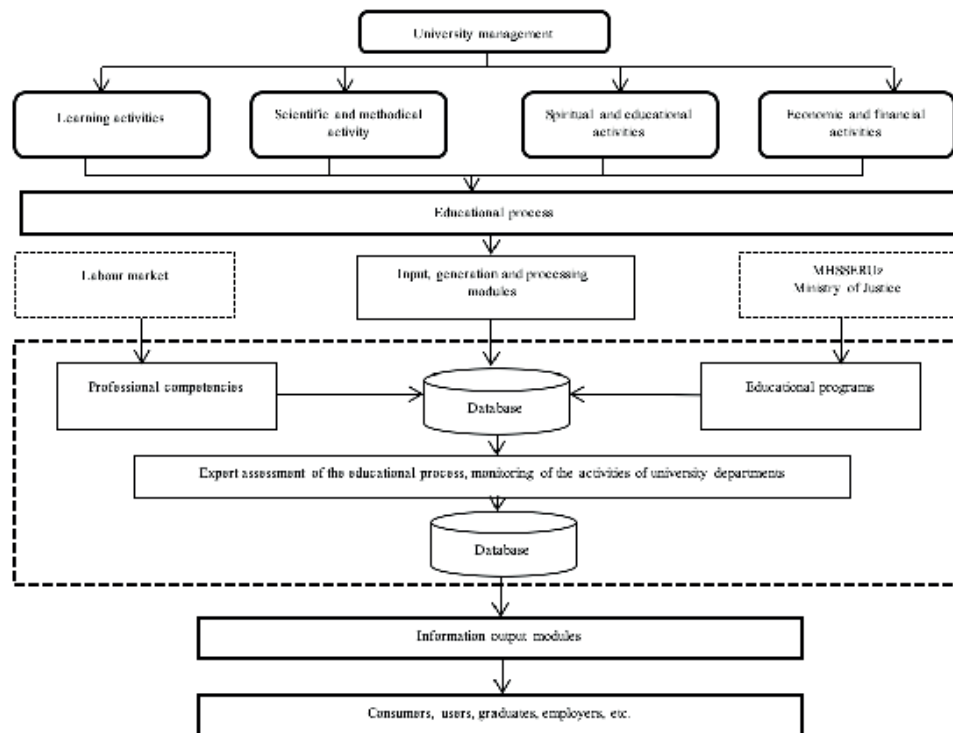 University management
Learning activities
Scientific and methodical
activity
Spiritual and educational
activities
Economic and financial
activities
Educational process
Labour market
Input, generation and processing
modules
MHSSERUz
Ministry of Justice
Professional competencies
Database
Educational programs
Expert assessment of the educational process, monitoring of the activities of university departments
Database
Information output modules
Consumers, users, graduates, employers, etc.